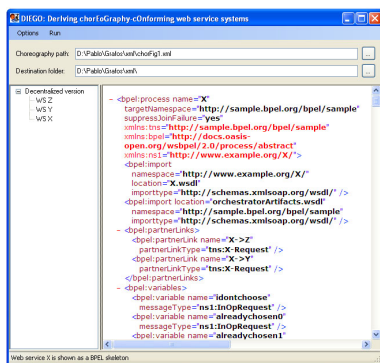 DIEGO: Deriving chorEoGraphy-cOnforming web service systems
Options Run
Choreography path: D:\Pablo\Grafos\xml\chorFig1.xml ...
Destination folder: D:\Pablo\Grafos\xml\ ...
Decentralized version
WS Z
WS Y
WS X
- <bpel:process name="X"
targetNamespace="http://sample.bpel.org/bpel/sample"
suppressJoinFailure="yes"
xmlns:tns="http://sample.bpel.org/bpel/sample"
xmlns:bpel="http://docs.oasis-
open.org/wsbpel/2.0/process/abstract"
xmlns:ns1="http://www.example.org/X/">
<bpel:import
namespace="http://www.example.org/X/"
location="X.wsdl"
importtype="http://schemas.xmlsoap.org/wsdl/" />
<bpel:import location="orchestratorArtifacts.wsdl"
namespace="http://sample.bpel.org/bpel/sample"
importtype="http://schemas.xmlsoap.org/wsdl/" />
- <bpel:partnerLinks>
<bpel:partnerLink name="X->Z"
partnerLinkType="tns:X-Request" />
<bpel:partnerLink name="X->Y"
partnerLinkType="tns:X-Request" />
</bpel:partnerLinks>
- <bpel:variables>
<bpel:variable name="idontchoose"
messageType="ns1:InOpRequest" />
<bpel:variable name="alreadychosen0"
messageType="ns1:InOpRequest" />
<bpel:variable name="alreadychosen1"
Web service X is shown as a BPEL skeleton